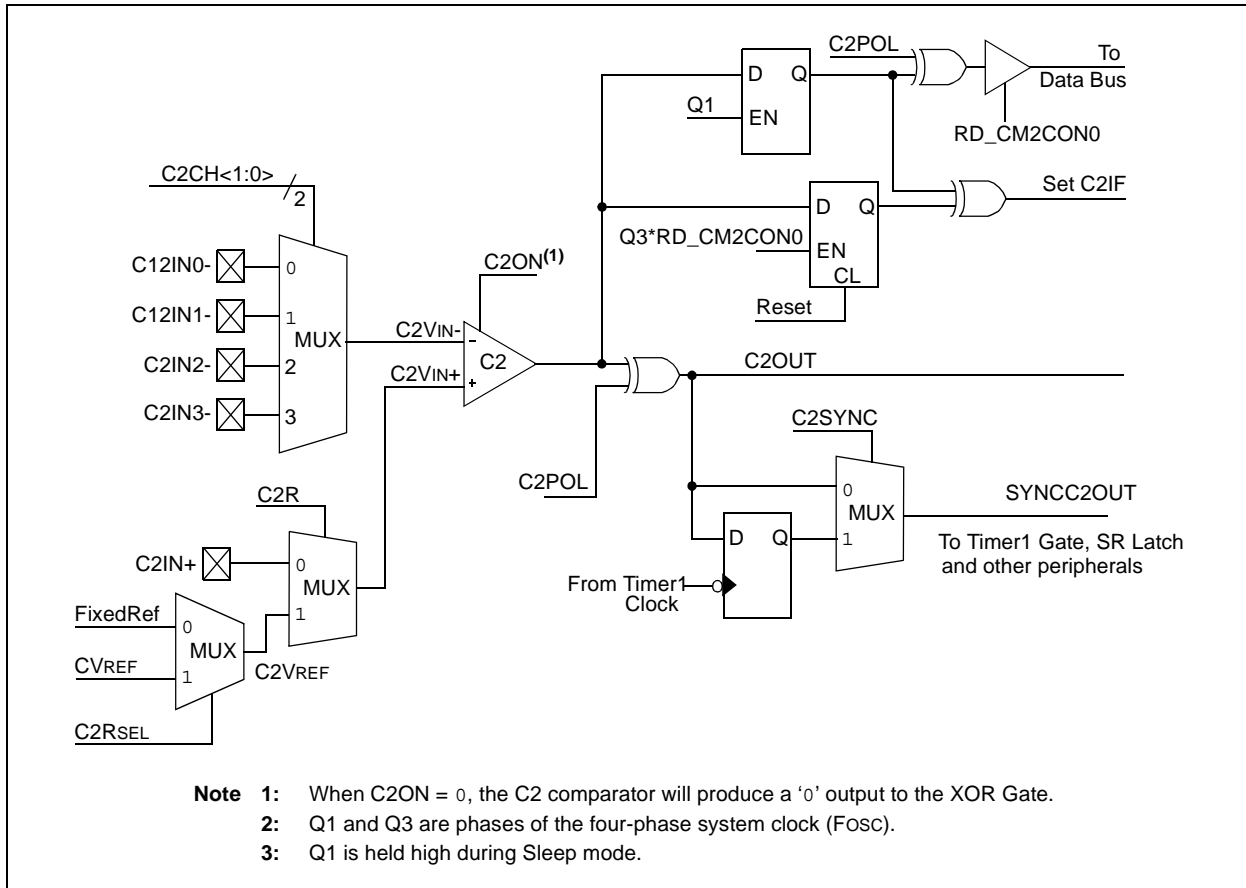 C2POL
To
Data Bus
RD_CM2CON0
D Q
Q1
EN
Set C2IF
D Q
Q3*RD_CM2CON0
EN
CL
Reset
C2CH<1:0>
2
C12IN0-
0
C12IN1-
1
MUX
C2IN2-
2
C2IN3-
3
C2ON(1)
C2VIN-
-
C2
C2VIN+
+
C2OUT
C2POL
C2SYNC
0
MUX
1
SYNCC2OUT
To Timer1 Gate, SR Latch
and other peripherals
D Q
From Timer1
Clock
C2R
C2IN+
0
MUX
1
FixedRef
0
MUX
CVREF
1
C2VREF
C2RSEL
Note 1: When C2ON = 0, the C2 comparator will produce a ‘0’ output to the XOR Gate.
2: Q1 and Q3 are phases of the four-phase system clock (FOSC).
3: Q1 is held high during Sleep mode.